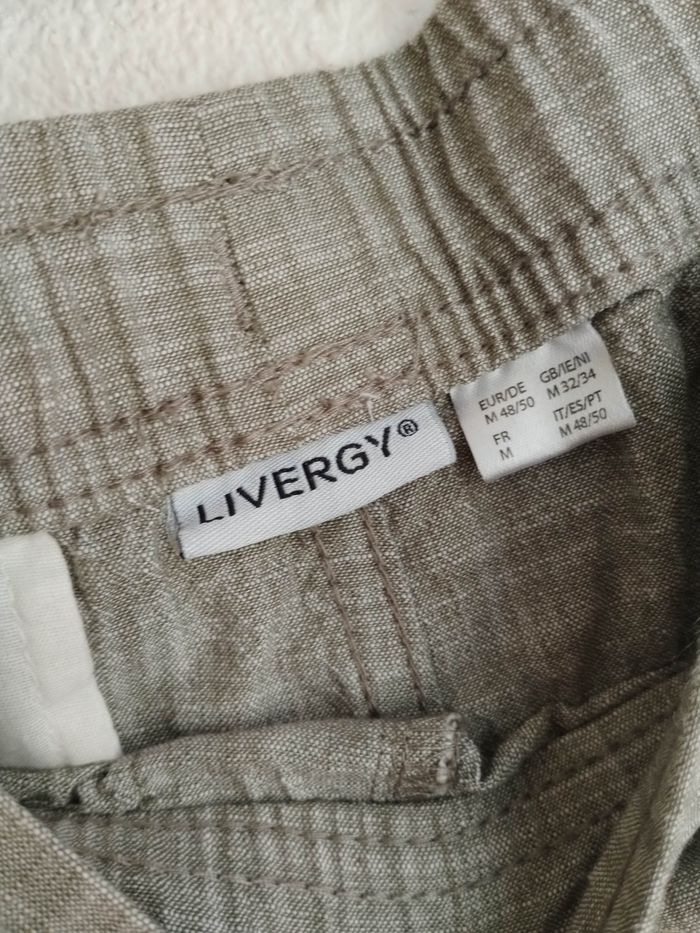 LIVERGY®
EUR/DE
M 48/50
GB/IE/NI
M 32/34
FR
M
IT/ES/PT
M 48/50